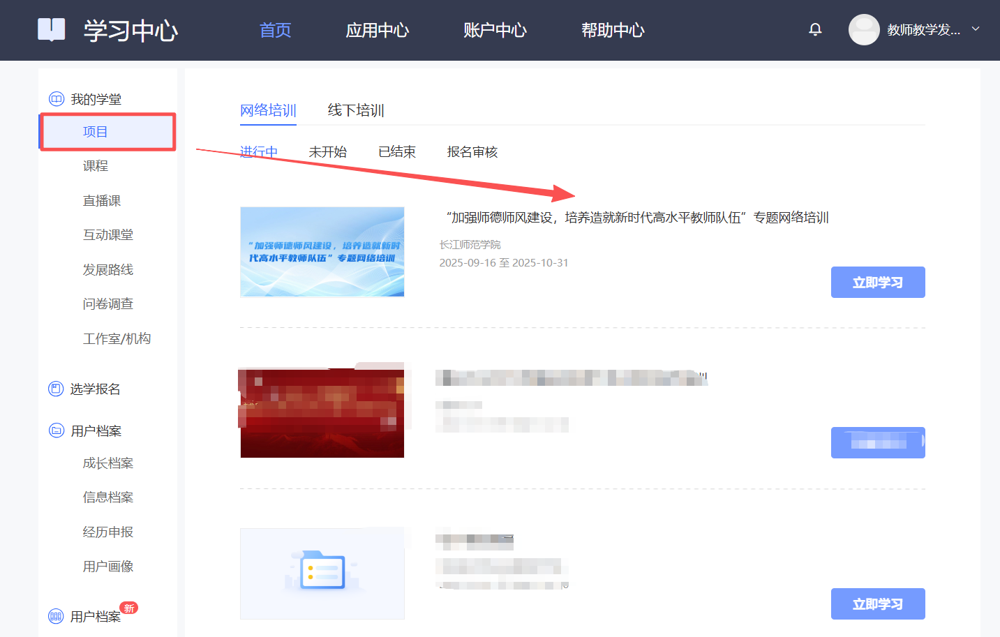 学习中心
首页 应用中心 账户中心 帮助中心
教师教学发...
我的学堂
项目
课程
直播课
互动课堂
发展路线
问卷调查
工作室/机构
选学报名
用户档案
成长档案
信息档案
经历申报
用户画像
用户档案 新
网络培训 线下培训
进行中 未开始 已结束 报名审核
“加强师德师风建设，培养造就新时
代高水平教师队伍”专题网络培训
“加强师德师风建设，培养造就新时代高水平教师队伍”专题网络培训
长江师范学院
2025-09-16 至 2025-10-31
立即学习
立即学习